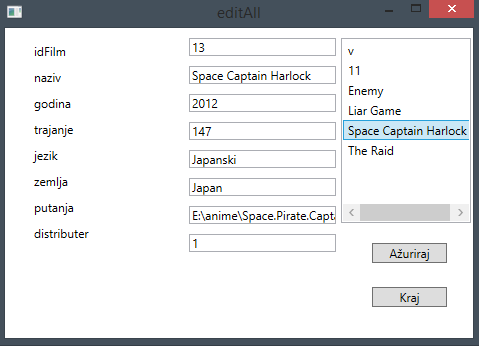 editAll
idFilm 13
naziv Space Captain Harlock
godina 2012
trajanje 147
jezik Japanski
zemlja Japan
putanja E:\anime\Space.Pirate.Capta
distributer 1
v
11
Enemy
Liar Game
Space Captain Harlock
The Raid
Ažuriraj
Kraj